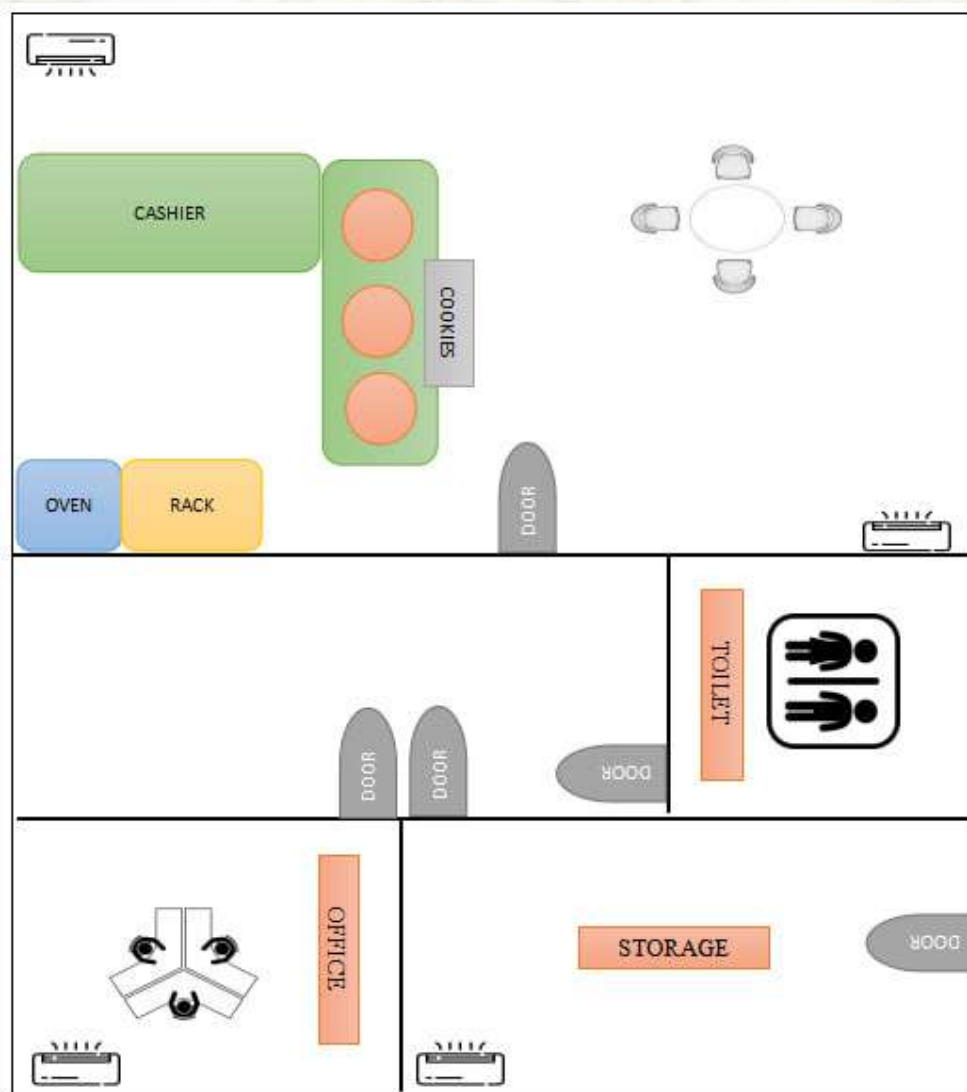 CASHIER
COOKIES
OVEN
RACK
DOOR
TOILET
DOOR
DOOR
DOOR
OFFICE
STORAGE
DOOR